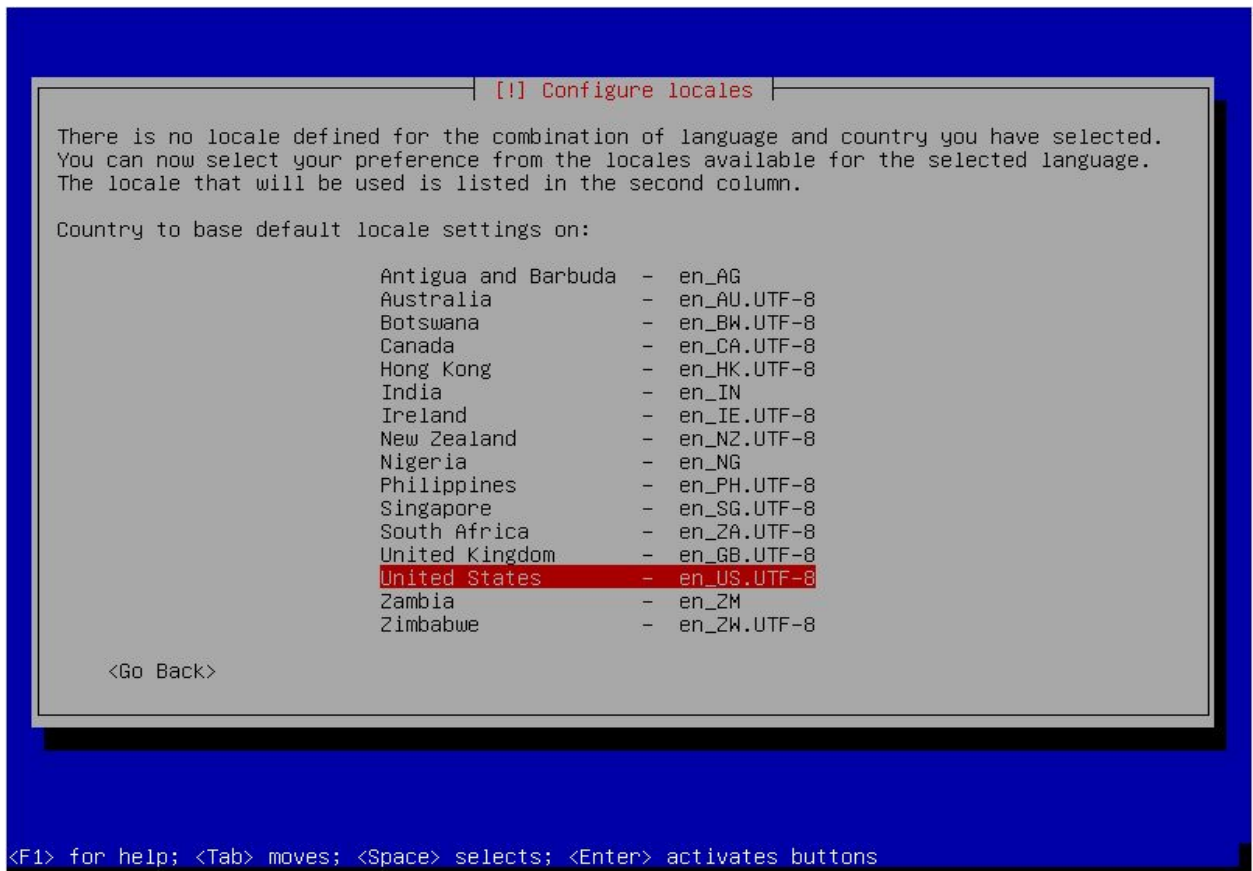 [!] Configure locales
There is no locale defined for the combination of language and country you have selected.
You can now select your preference from the locales available for the selected language.
The locale that will be used is listed in the second column.
Country to base default locale settings on:
Antigua and Barbuda - en_AG
Australia - en_AU.UTF-8
Botswana - en_BW.UTF-8
Canada - en_CA.UTF-8
Hong Kong - en_HK.UTF-8
India - en_IN
Ireland - en_IE.UTF-8
New Zealand - en_NZ.UTF-8
Nigeria - en_NG
Philippines - en_PH.UTF-8
Singapore - en_SG.UTF-8
South Africa - en_ZA.UTF-8
United Kingdom - en_GB.UTF-8
United States - en_US.UTF-8
Zambia - en_ZM
Zimbabwe - en_ZW.UTF-8
<Go Back>
<F1> for help; <Tab> moves; <Space> selects; <Enter> activates buttons